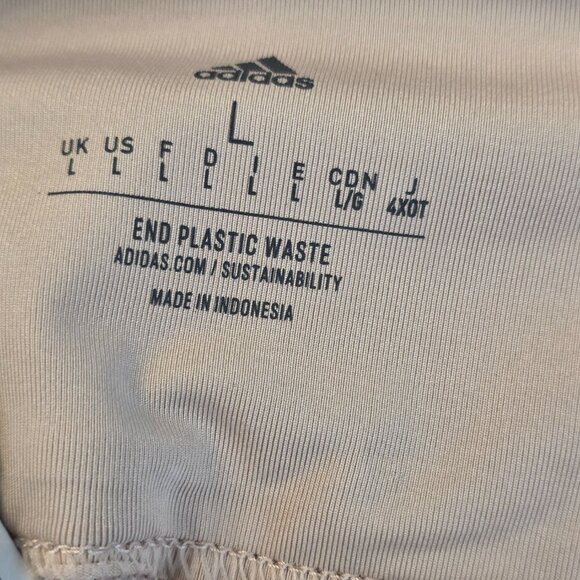 adidas
L
UK US F D I E CDN J
L L L L L L L/G 4XOT
END PLASTIC WASTE
ADIDAS.COM / SUSTAINABILITY
MADE IN INDONESIA